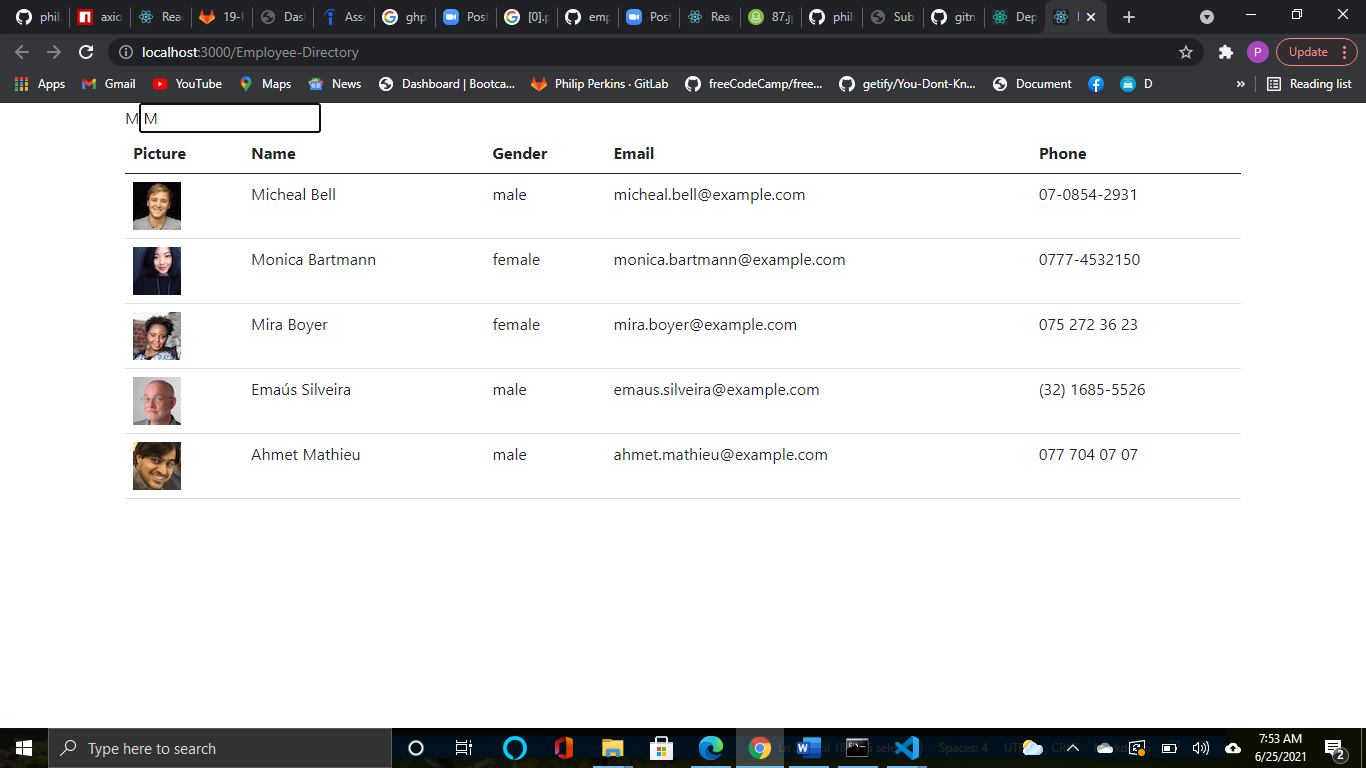 phil axio Rea 19-F Das Asse ghp Post [0].p emp Post Rea 87.jp phil Sub gitn Dep
localhost:3000/Employee-Directory Update
Apps Gmail YouTube Maps News Dashboard | Bootca... Philip Perkins · GitLab freeCodeCamp/free... getify/You-Dont-Kn... Document D » Reading list
M M
Picture Name Gender Email Phone
Micheal Bell male micheal.bell@example.com 07-0854-2931
Monica Bartmann female monica.bartmann@example.com 0777-4532150
Mira Boyer female mira.boyer@example.com 075 272 36 23
Emaús Silveira male emaus.silveira@example.com (32) 1685-5526
Ahmet Mathieu male ahmet.mathieu@example.com 077 704 07 07
Type here to search Spaces: 4 7:53 AM
6/25/2021 2